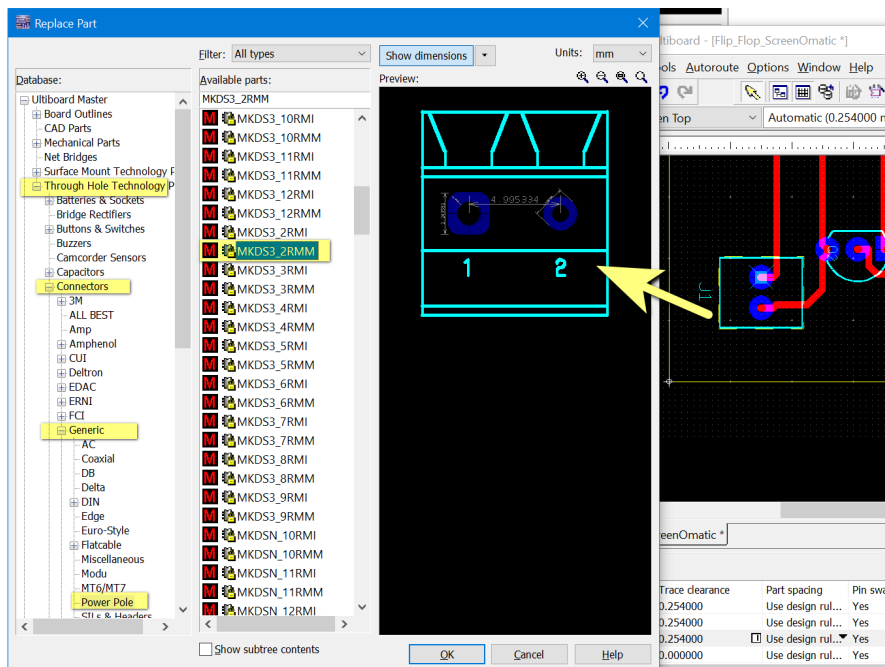 Replace Part
Filter:
All types
Show dimensions
Units:
mm
Database:
Available parts:
Preview:
MKDS3_2RMM
Ultiboard Master
Board Outlines
CAD Parts
Mechanical Parts
Net Bridges
Surface Mount Technology P
Through Hole Technology P
Batteries & Sockets
Bridge Rectifiers
Buttons & Switches
Buzzers
Camcorder Sensors
Capacitors
Connectors
3M
ALL BEST
Amp
Amphenol
CUI
Deltron
EDAC
ERNI
FCI
Generic
AC
Coaxial
DB
Delta
DIN
Edge
Euro-Style
Flatcable
Miscellaneous
Modu
MT6/MT7
Power Pole
SILs & Headers
MKDS3_10RMI
MKDS3_10RMM
MKDS3_11RMI
MKDS3_11RMM
MKDS3_12RMI
MKDS3_12RMM
MKDS3_2RMI
MKDS3_2RMM
MKDS3_3RMI
MKDS3_3RMM
MKDS3_4RMI
MKDS3_4RMM
MKDS3_5RMI
MKDS3_5RMM
MKDS3_6RMI
MKDS3_6RMM
MKDS3_7RMI
MKDS3_7RMM
MKDS3_8RMI
MKDS3_8RMM
MKDS3_9RMI
MKDS3_9RMM
MKDSN_10RMI
MKDSN_10RMM
MKDSN_11RMI
MKDSN_11RMM
MKDSN_12RMI
4.995334
1 2
Show subtree contents
OK
Cancel
Help
ltiboard - [Flip_Flop_ScreenOmatic *]
ols Autoroute Options Window Help
en Top
Automatic (0.254000 m
J1
eenOmatic *
Trace clearance Part spacing Pin swa
0.254000 Use design rul... Yes
0.254000 Use design rul... Yes
0.254000 Use design rul... Yes
0.000000 Use design rul... Yes